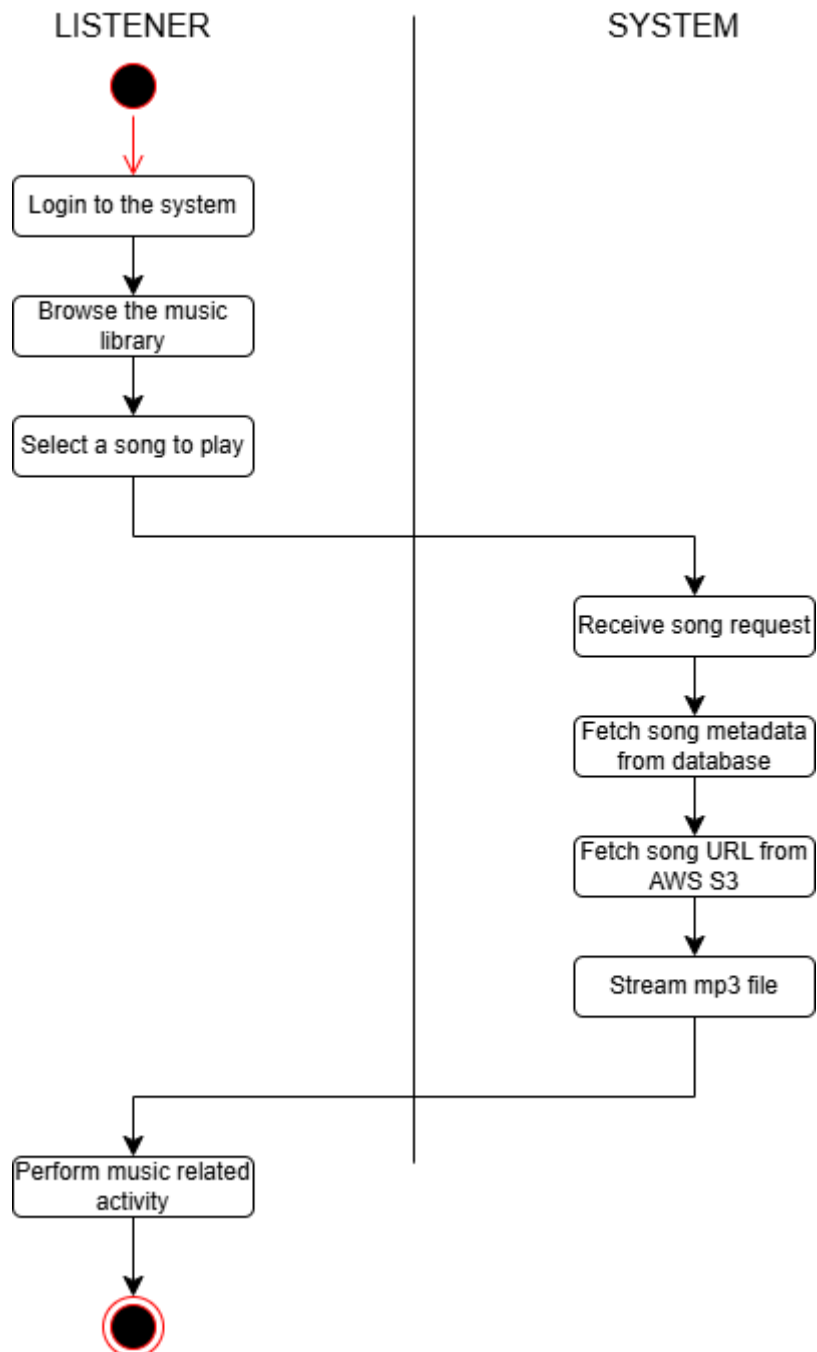 LISTENER
SYSTEM
Login to the system
Browse the music
library
Select a song to play
Receive song request
Fetch song metadata
from database
Fetch song URL from
AWS S3
Stream mp3 file
Perform music related
activity